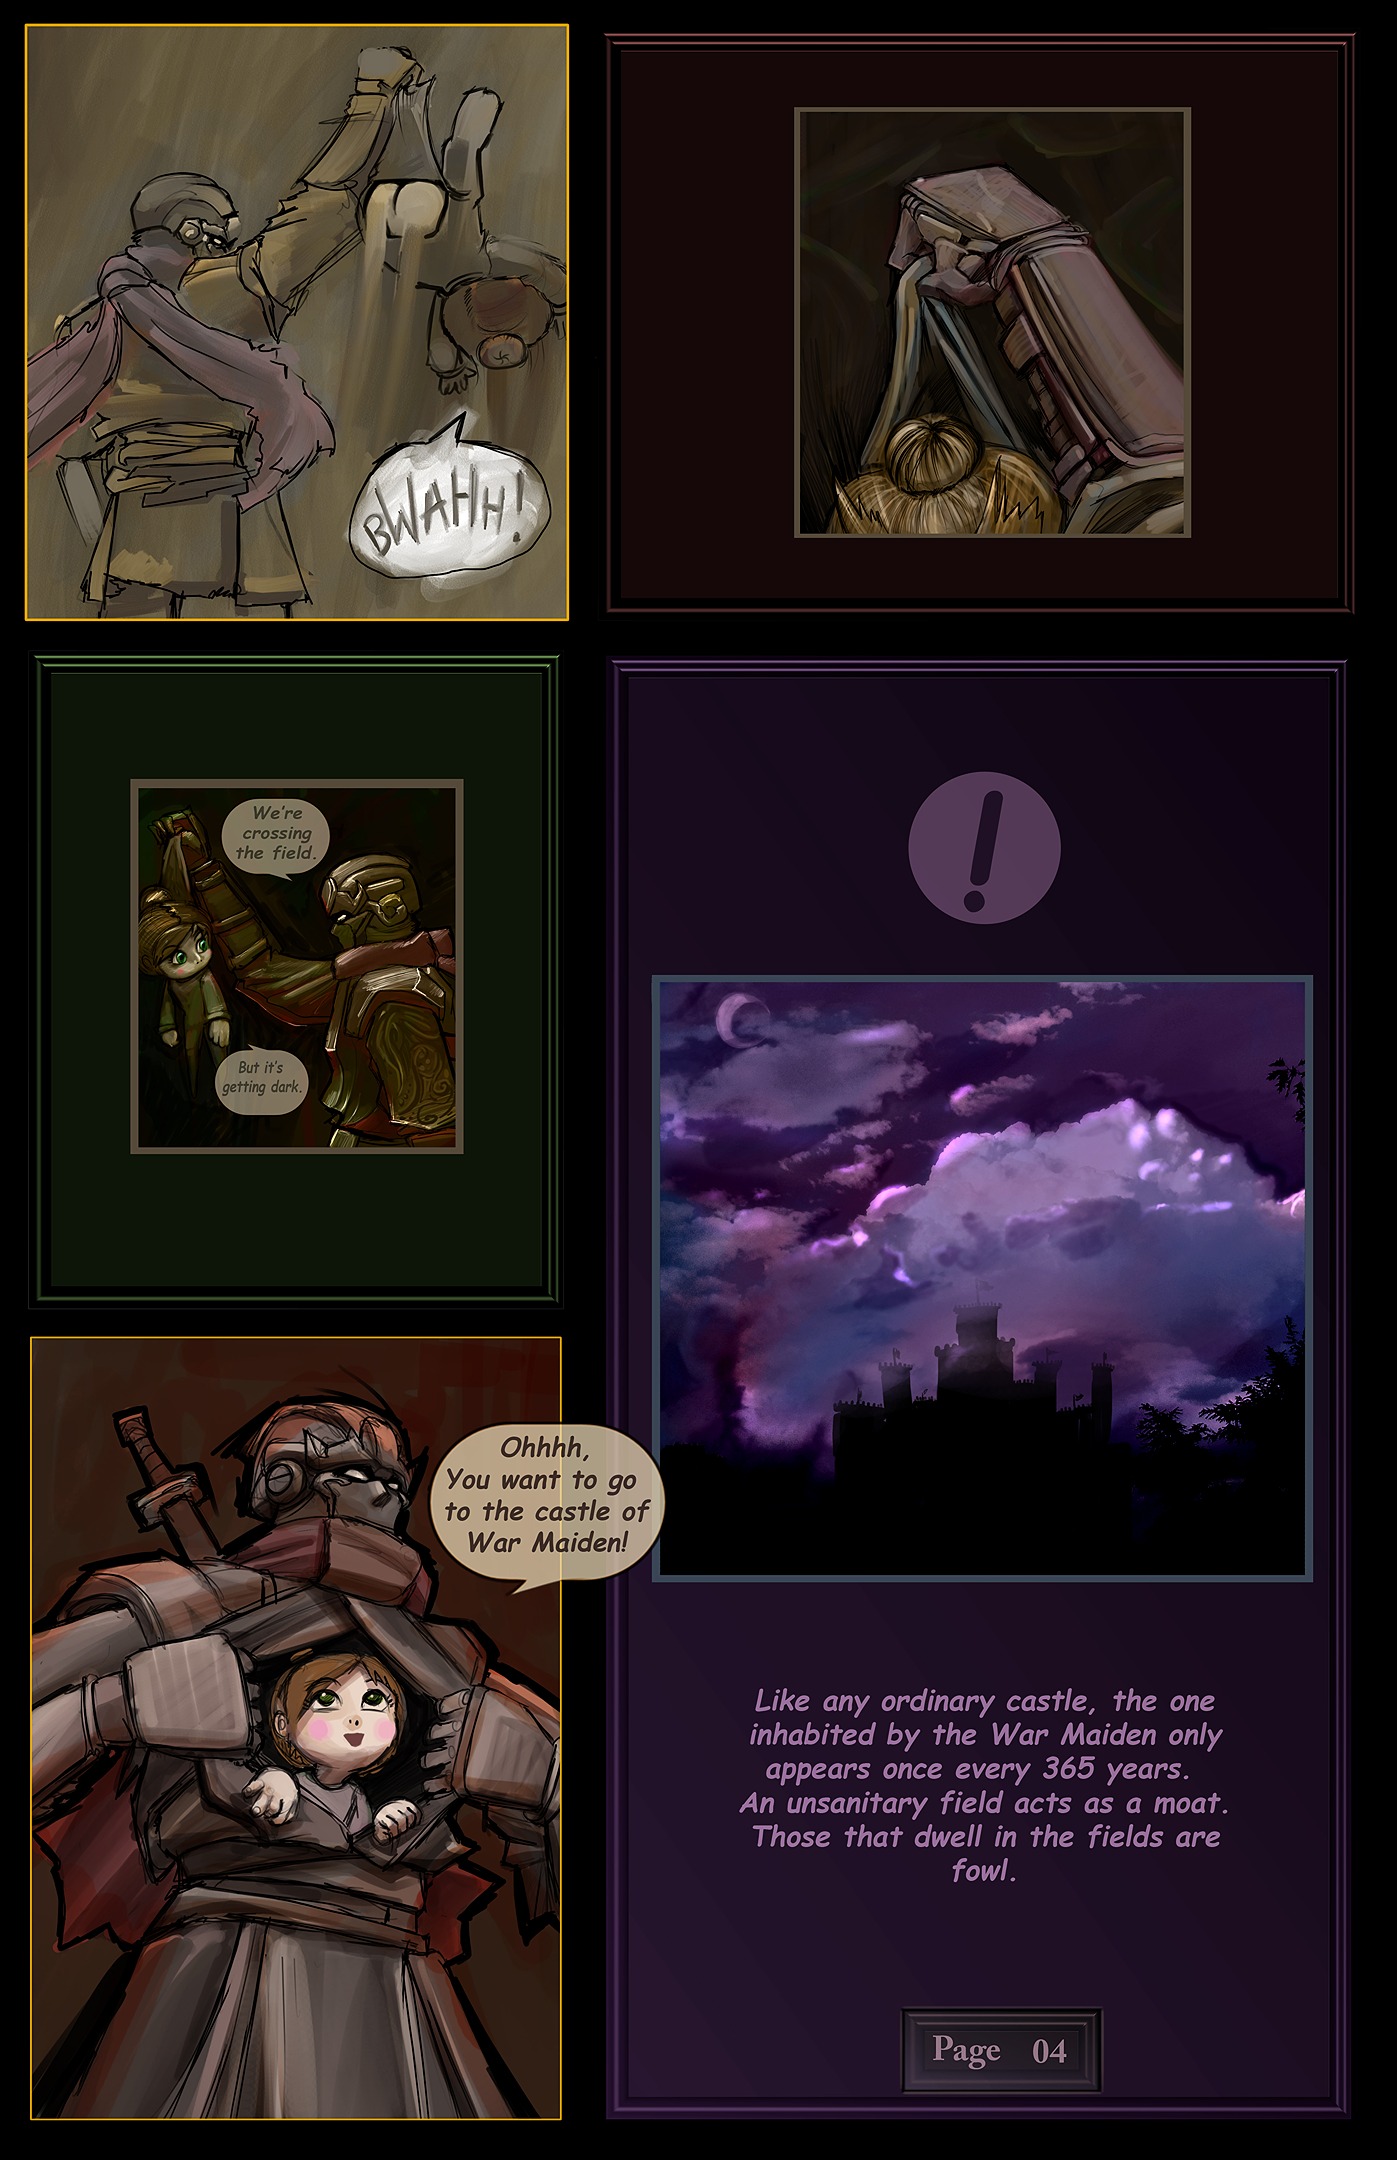 BWAHH!
We're
crossing
the field.
But it's
getting dark.
!
Ohhhh,
You want to go
to the castle of
War Maiden!
Like any ordinary castle, the one
inhabited by the War Maiden only
appears once every 365 years.
An unsanitary field acts as a moat.
Those that dwell in the fields are
fowl.
Page 04